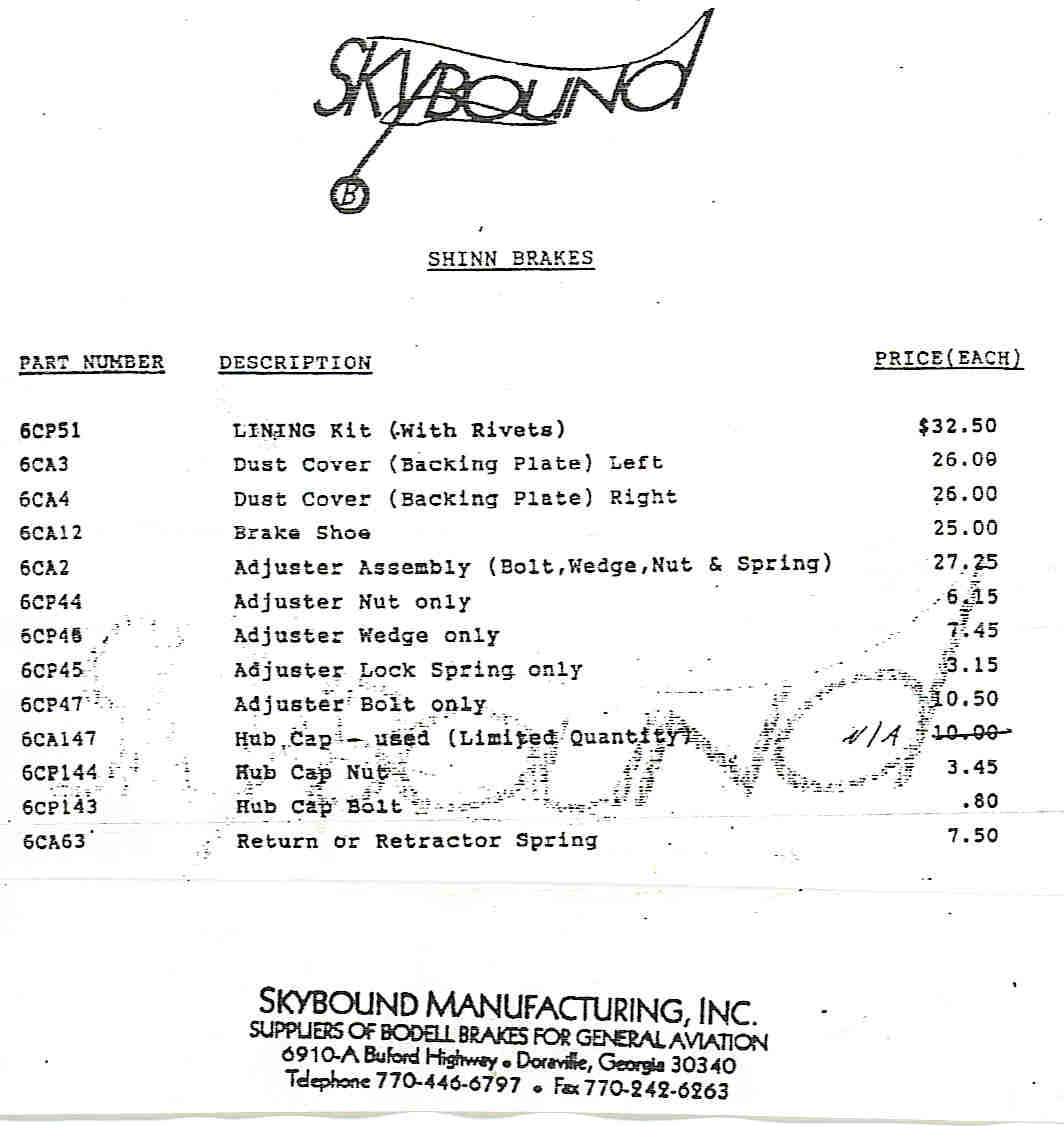 SKYBOUND
B
SHINN BRAKES
PART NUMBER DESCRIPTION PRICE(EACH)
6CP51 LINING Kit (With Rivets) $32.50
6CA3 Dust Cover (Backing Plate) Left 26.00
6CA4 Dust Cover (Backing Plate) Right 26.00
6CA12 Brake Shoe 25.00
6CA2 Adjuster Assembly (Bolt,Wedge,Nut & Spring) 27.25
6CP44 Adjuster Nut only 6.15
6CP46 Adjuster Wedge only 7.45
6CP45 Adjuster Lock Spring only 3.15
6CP47 Adjuster Bolt only 10.50
6CA147 Hub Cap - used (Limited Quantity) N/A 10.00
6CP144 Hub Cap Nut 3.45
6CP143 Hub Cap Bolt .80
6CA63 Return or Retractor Spring 7.50
SKYBOUND MANUFACTURING, INC.
SUPPLIERS OF BODELL BRAKES FOR GENERAL AVIATION
6910-A Buford Highway • Doraville, Georgia 30340
Telephone 770-446-6797 • Fax 770-242-6263